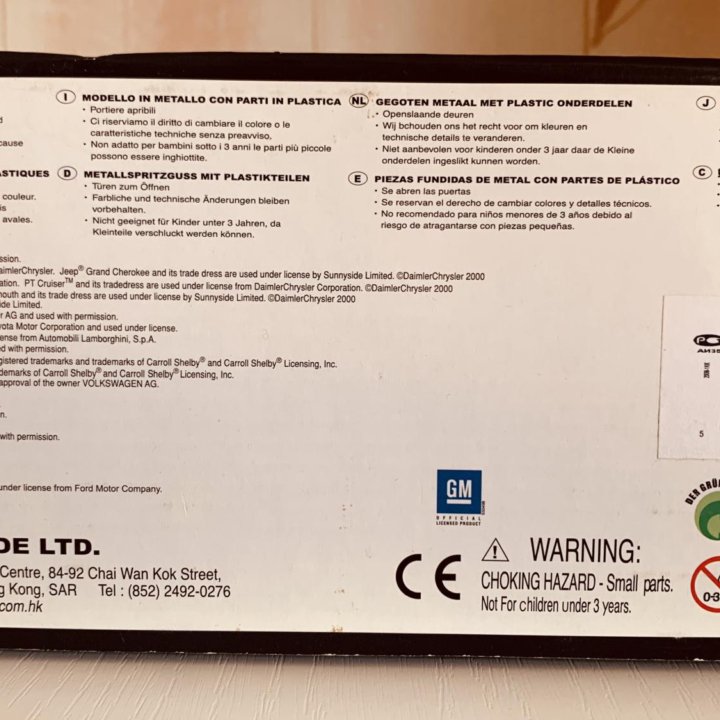 I MODELLO IN METALLO CON PARTI IN PLASTICA
• Portiere apribili
• Ci riserviamo il diritto di cambiare il colore o le
caratteristiche techniche senza preavviso.
• Non adatto per bambini sotto i 3 anni le parti piу piccole
possono essere inghiottite.
NL GEGOTEN METAAL MET PLASTIC ONDERDELEN
• Openslaande deuren
• Wij bchouden ons het recht voor om kleuren en
technische details te veranderen.
• Niet aanbevolen voor kinderen onder 3 jaar daar de Kleine
onderdelen ingeslikt kunnen worden.
J
cause
ASTIQUES
couleur.
is
avales.
D METALLSPRITZGUSS MIT PLASTIKTEILEN
• Türen zum Öffnen
• Farbliche und technische Änderungen bleiben
vorbehalten.
• Nicht geeignet für Kinder unter 3 Jahren, da
Kleinteile verschluckt werden können.
E PIEZAS FUNDIDAS DE METAL CON PARTES DE PLÁSTICO
• Se abren las puertas
• Se reservan el derecho de cambiar colores y detalles técnicos.
• No recomendado para niños menores de 3 años debido al
riesgo de atragantarse con piezas pequeñas.
C
ssion.
aimlerChrysler. Jeep® Grand Cherokee and its trade dress are used under license by Sunnyside Limited. ©DaimlerChrysler 2000
ation. PT Cruiser™ and its tradedress are used under license from DaimlerChrysler Corporation. ©DaimlerChrysler 2000
mouth and its trade dress are used under license by Sunnyside Limited. ©DaimlerChrysler 2000
ide Limited.
r AG and used with permission.
yota Motor Corporation and used under license.
ense from Automobili Lamborghini, S.p.A.
ed with permission.
gistered trademarks and trademarks of Carroll Shelby® and Carroll Shelby® Licensing, Inc.
demarks of Carroll Shelby® and Carroll Shelby® Licensing, Inc.
approval of the owner VOLKSWAGEN AG.
n.
with permission.
under license from Ford Motor Company.
PG
5
GM
OFFICIAL
LICENSED PRODUCT
DER GRÜ
DE LTD.
Centre, 84-92 Chai Wan Kok Street,
g Kong, SAR Tel : (852) 2492-0276
.com.hk
CE
WARNING:
CHOKING HAZARD - Small parts.
Not For children under 3 years.
0-3